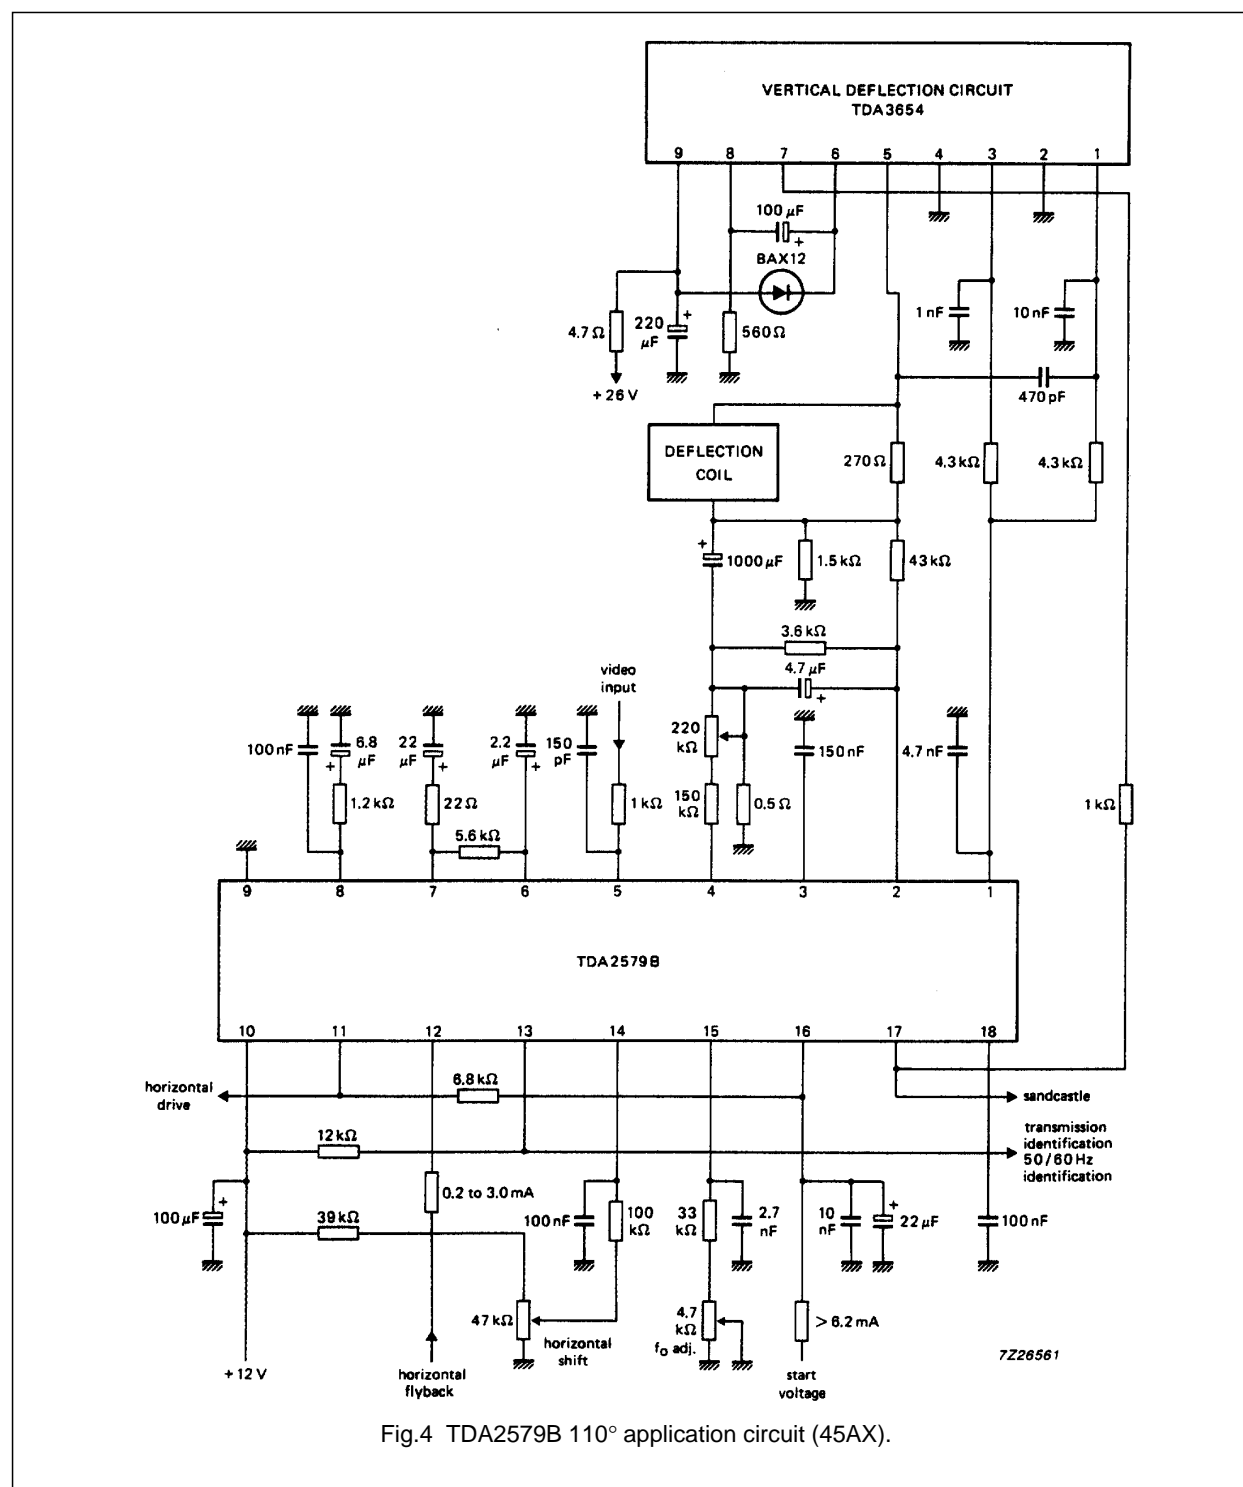 VERTICAL DEFLECTION CIRCUIT
TDA3654
9 8 7 6 5 4 3 2 1
100 μF
+
BAX12
4.7 Ω
220
μF
+
560 Ω
1 nF
10 nF
+ 26 V
470 pF
DEFLECTION
COIL
270 Ω
4.3 kΩ
4.3 kΩ
+
1000 μF
1.5 kΩ
43 kΩ
3.6 kΩ
4.7 μF
+
video
input
100 nF
6.8
μF
+
22
μF
+
2.2
μF
+
150
pF
220
kΩ
150 nF
4.7 nF
1.2 kΩ
22 Ω
1 kΩ
150
kΩ
0.5 Ω
1 kΩ
5.6 kΩ
9 8 7 6 5 4 3 2 1
TDA2579B
10 11 12 13 14 15 16 17 18
horizontal
drive
6.8 kΩ
sandcastle
12 kΩ
transmission
identification
50/60 Hz
identification
100 μF
+
0.2 to 3.0 mA
39 kΩ
100 nF
100
kΩ
33
kΩ
2.7
nF
10
nF
+
22 μF
100 nF
47 kΩ
horizontal
shift
4.7
kΩ
fo adj.
> 6.2 mA
+ 12 V
horizontal
flyback
start
voltage
7Z26561
Fig.4 TDA2579B 110° application circuit (45AX).